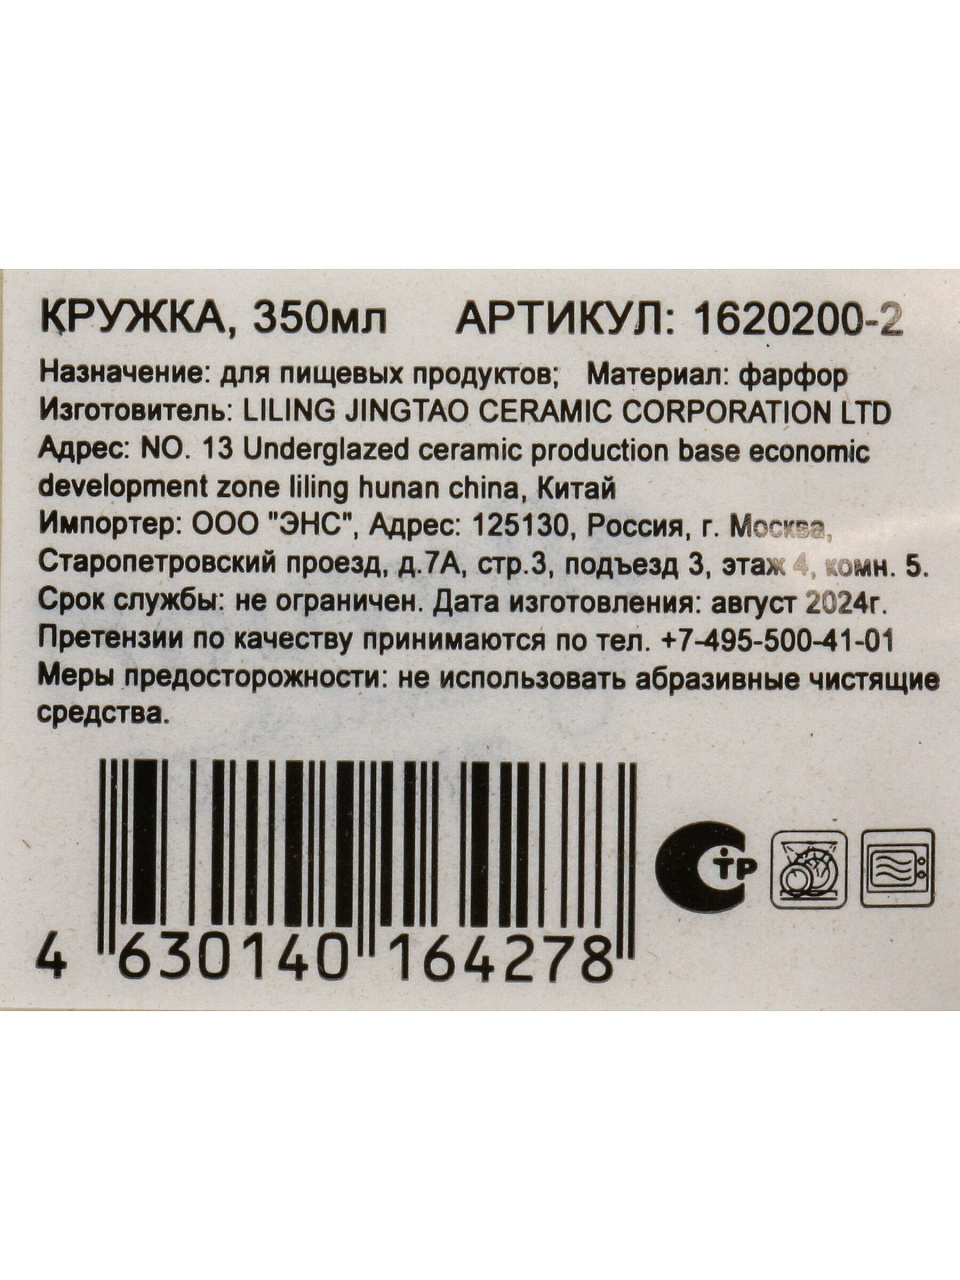 КРУЖКА, 350мл АРТИКУЛ: 1620200-2
Назначение: для пищевых продуктов; Материал: фарфор
Изготовитель: LILING JINGTAO CERAMIC CORPORATION LTD
Адрес: NO. 13 Underglazed ceramic production base economic
development zone liling hunan china, Китай
Импортер: ООО "ЭНС", Адрес: 125130, Россия, г. Москва,
Старопетровский проезд, д.7А, стр.3, подъезд 3, этаж 4, комн. 5.
Срок службы: не ограничен. Дата изготовления: август 2024г.
Претензии по качеству принимаются по тел. +7-495-500-41-01
Меры предосторожности: не использовать абразивные чистящие
средства.
СТР
4 630140 164278